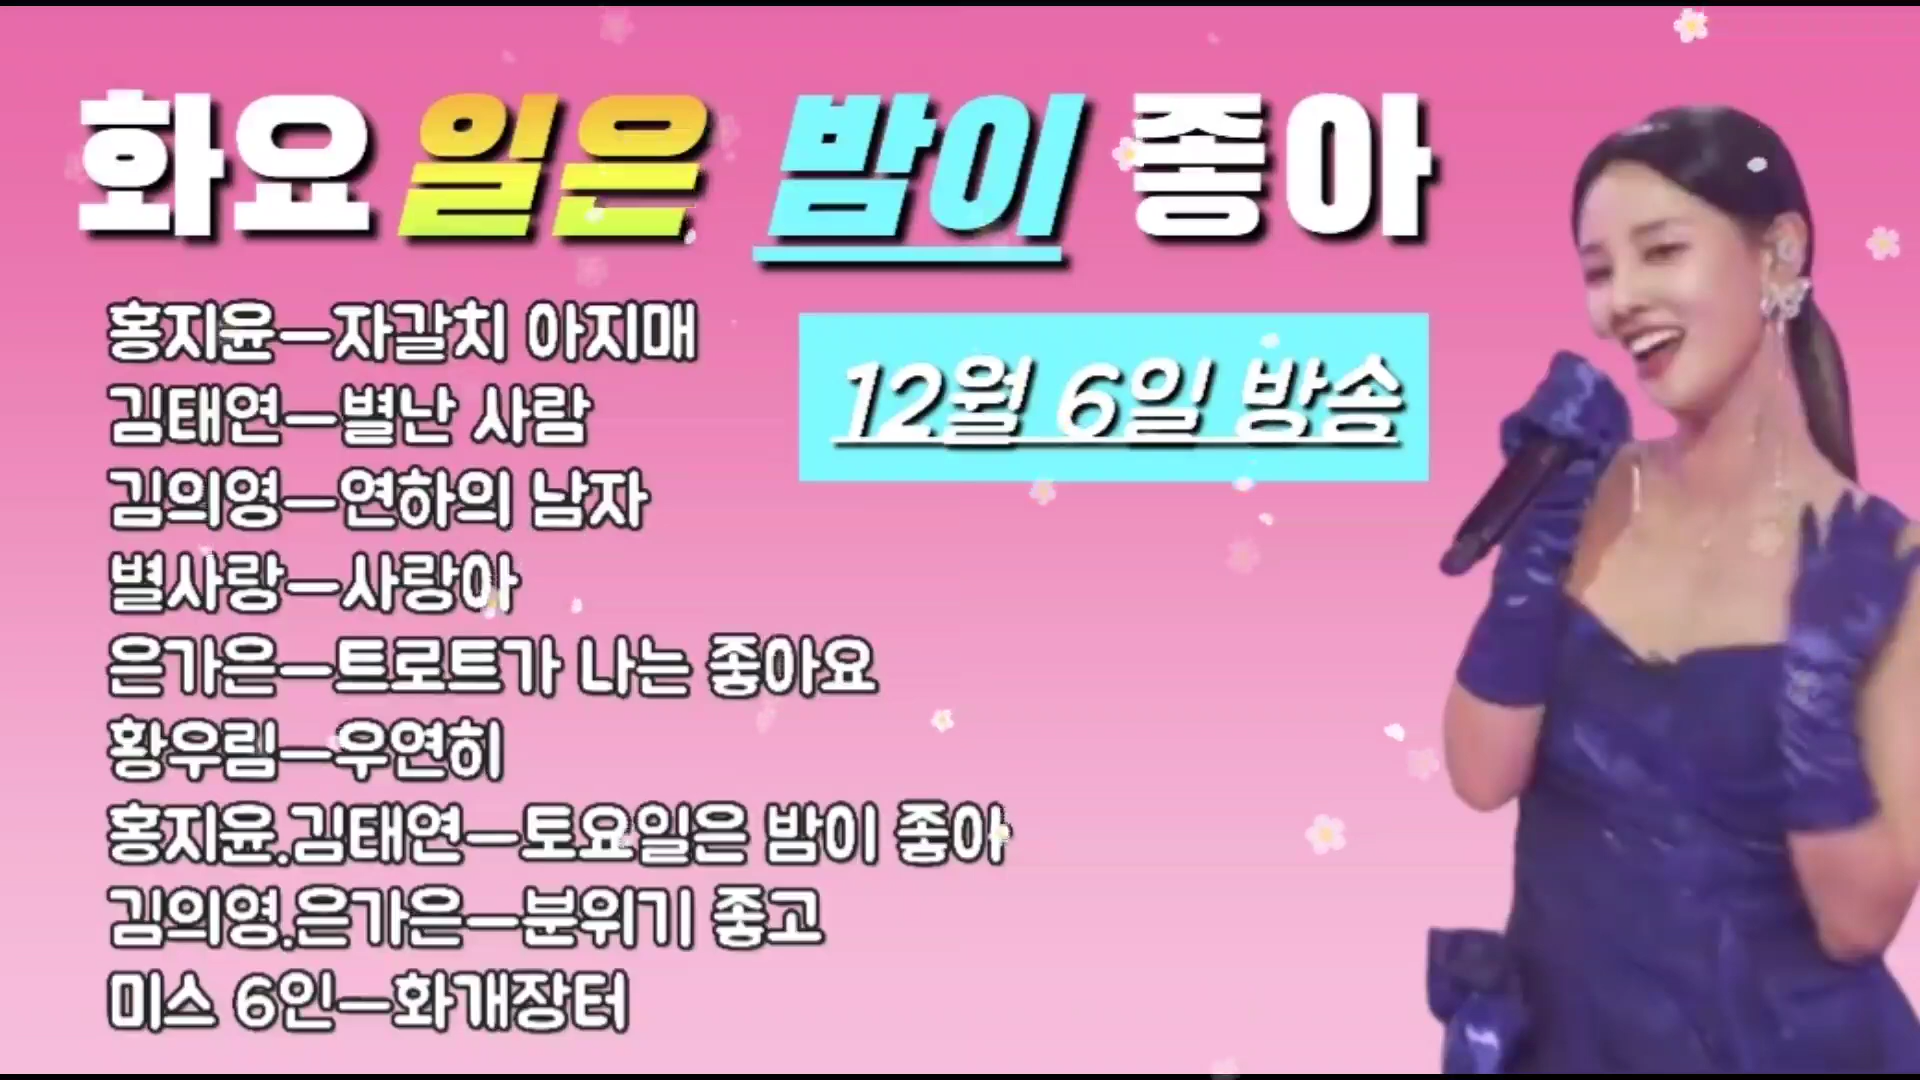 화요일은 밤이 좋아
12월 6일 방송
홍지윤-자갈치 아지매
김태연-별난 사람
김의영-연하의 남자
별사랑-사랑아
은가은-트로트가 나는 좋아요
황우림-우연히
홍지윤.김태연-토요일은 밤이 좋아
김의영.은가은-분위기 좋고
미스 6인-화개장터